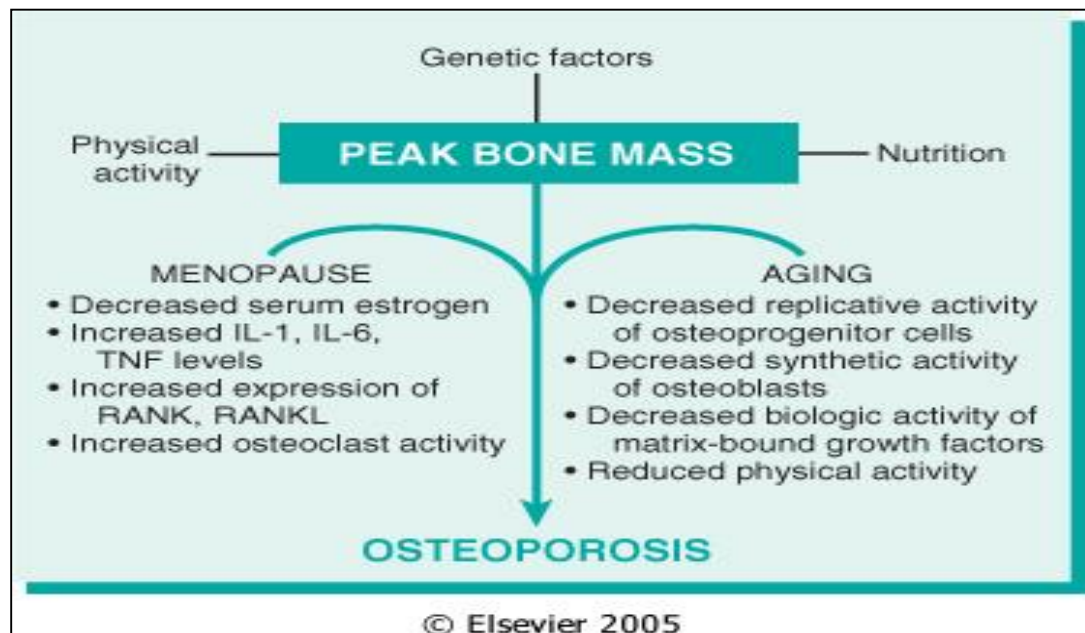 Genetic factors
Physical
activity
PEAK BONE MASS
Nutrition
MENOPAUSE
• Decreased serum estrogen
• Increased IL-1, IL-6,
TNF levels
• Increased expression of
RANK, RANKL
• Increased osteoclast activity
AGING
• Decreased replicative activity
of osteoprogenitor cells
• Decreased synthetic activity
of osteoblasts
• Decreased biologic activity of
matrix-bound growth factors
• Reduced physical activity
OSTEOPOROSIS
© Elsevier 2005